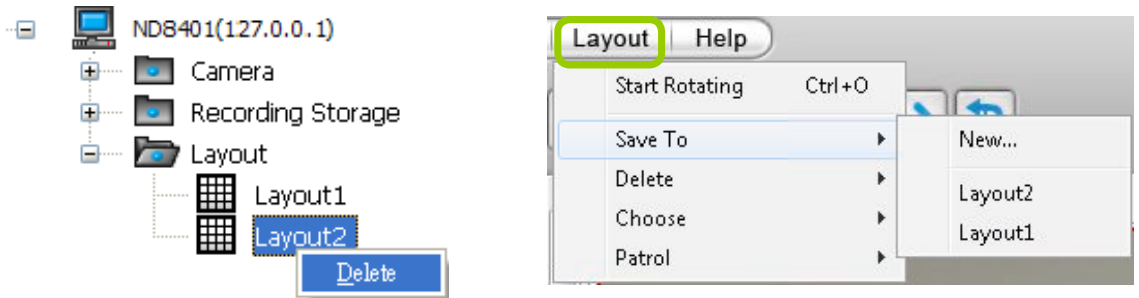 ND8401(127.0.0.1)
Camera
Recording Storage
Layout
Layout1
Layout2
Delete
Layout Help
Start Rotating Ctrl+O
Save To
Delete
Choose
Patrol
New...
Layout2
Layout1